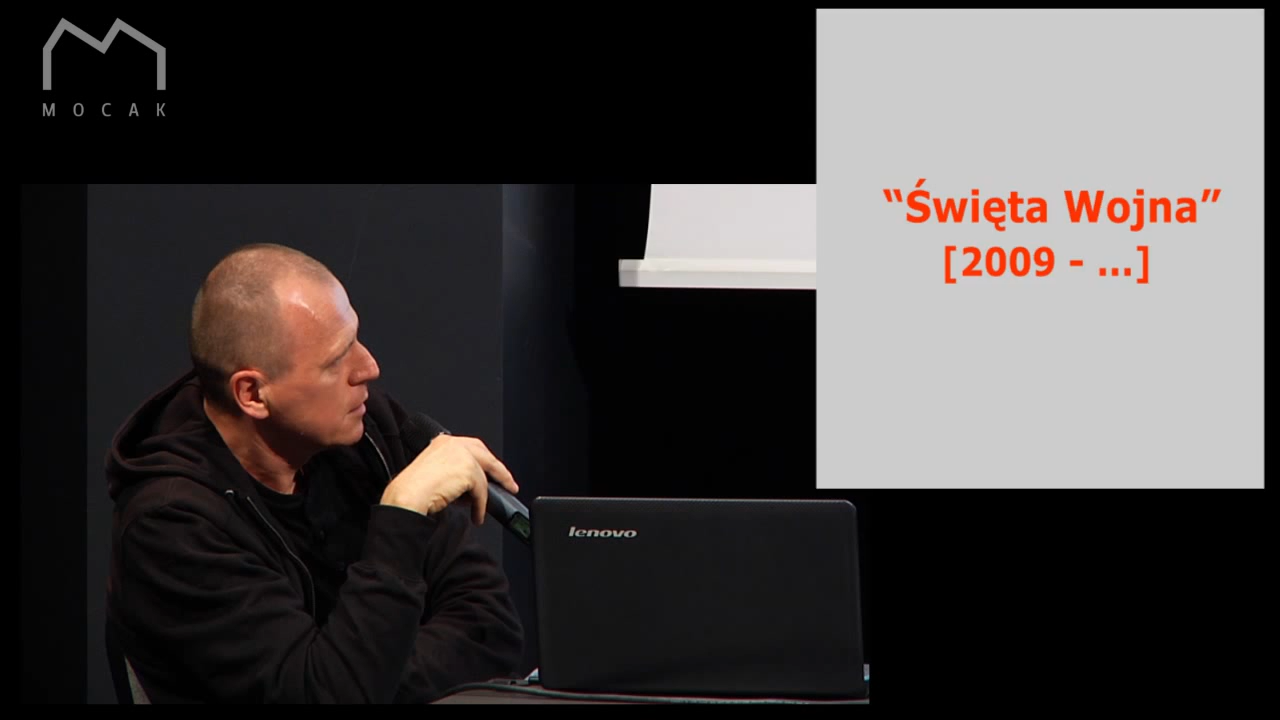 MOCAK
“Święta Wojna”
[2009 - ...]
lenovo